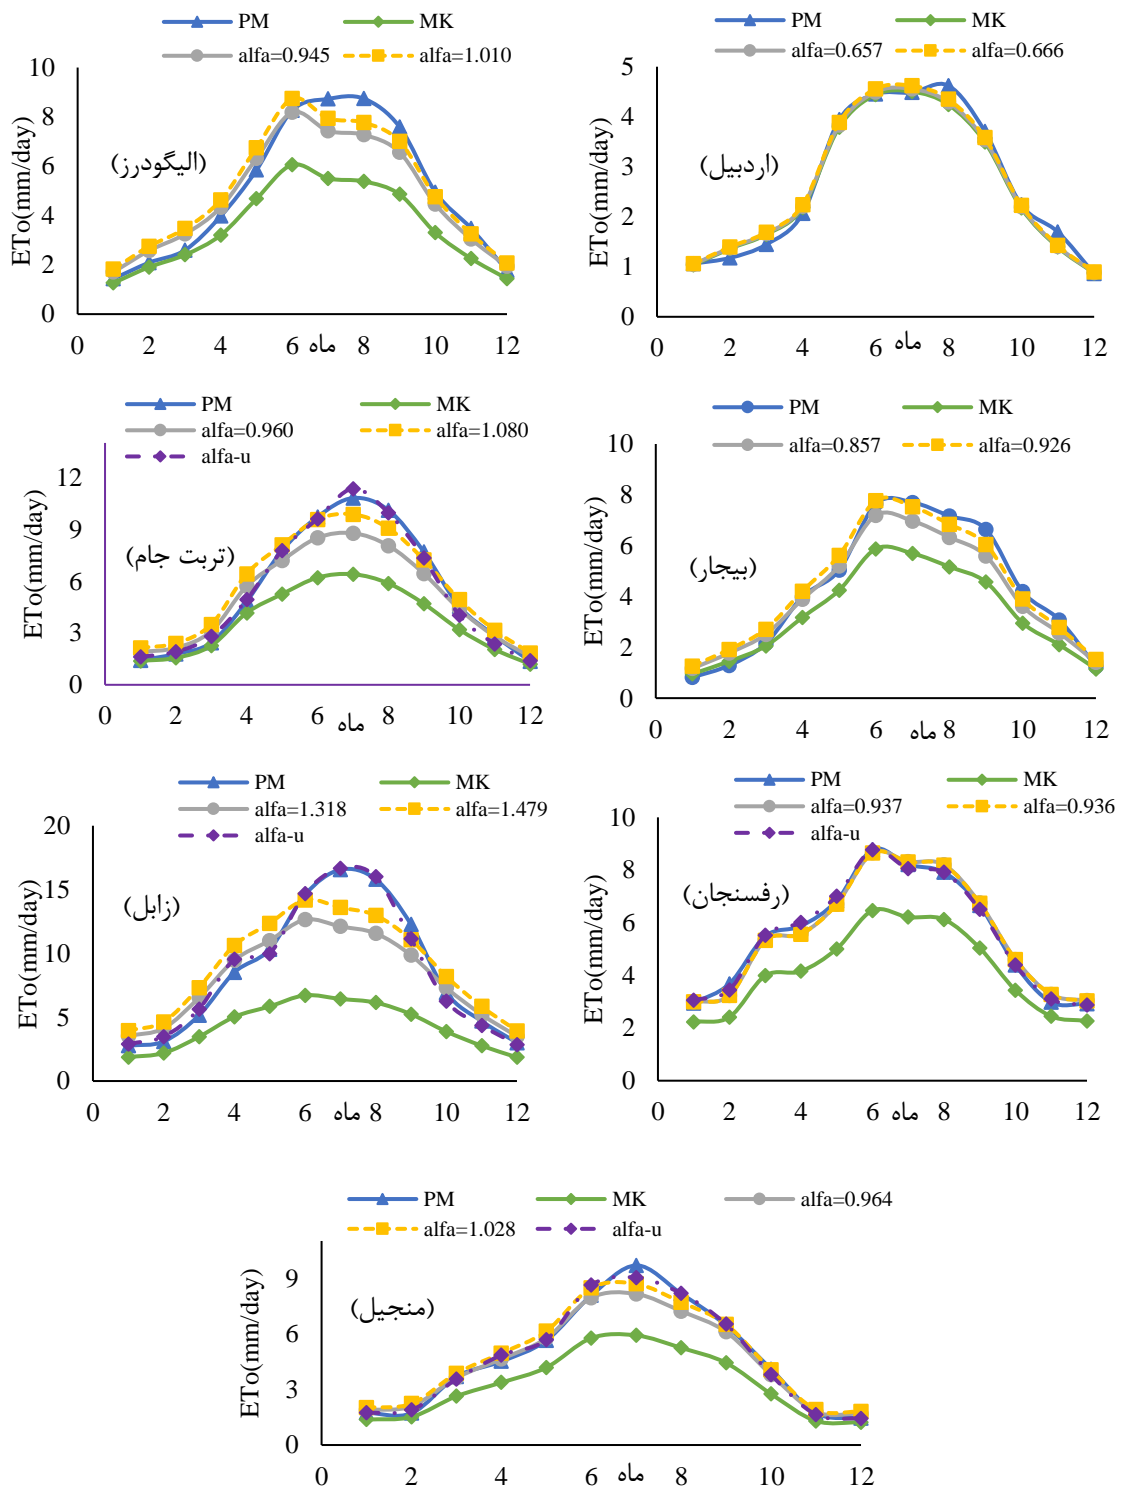 PM MK
alfa=0.945 alfa=1.010
10
8
6
4
2
0
ETo(mm/day)
(الیگودرز)
0 2 4 6 ماه 8 10 12
PM MK
alfa=0.657 alfa=0.666
5
4
3
2
1
0
ETo(mm/day)
(اردبیل)
0 2 4 6 ماه 8 10 12
PM MK
alfa=0.960 alfa=1.080
alfa-u
12
9
6
3
0
ETo(mm/day)
(تربت جام)
0 2 4 6 ماه 8 10 12
PM MK
alfa=0.857 alfa=0.926
10
8
6
4
2
0
ETo(mm/day)
(بیجار)
0 2 4 6 ماه 8 10 12
PM MK
alfa=1.318 alfa=1.479
alfa-u
20
15
10
5
0
ETo(mm/day)
(زابل)
0 2 4 6 ماه 8 10 12
PM MK
alfa=0.937 alfa=0.936
alfa-u
10
8
6
4
2
0
ETo(mm/day)
(رفسنجان)
0 2 4 6 ماه 8 10 12
PM MK alfa=0.964
alfa=1.028 alfa-u
9
6
3
0
ETo(mm/day)
(منجیل)
0 2 4 6 ماه 8 10 12